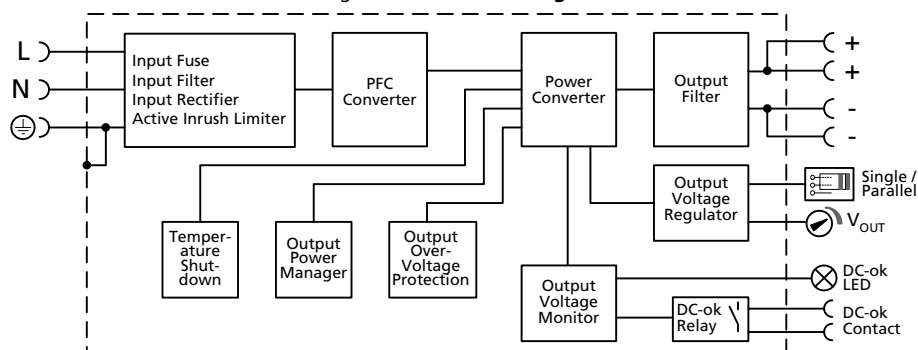 L
N
Input Fuse
Input Filter
Input Rectifier
Active Inrush Limiter
PFC
Converter
Power
Converter
Output
Filter
+
+
-
-
Output
Voltage
Regulator
Single /
Parallel
VOUT
Temper-
ature
Shut-
down
Output
Power
Manager
Output
Over-
Voltage
Protection
Output
Voltage
Monitor
DC-ok
LED
DC-ok
Relay
DC-ok
Contact